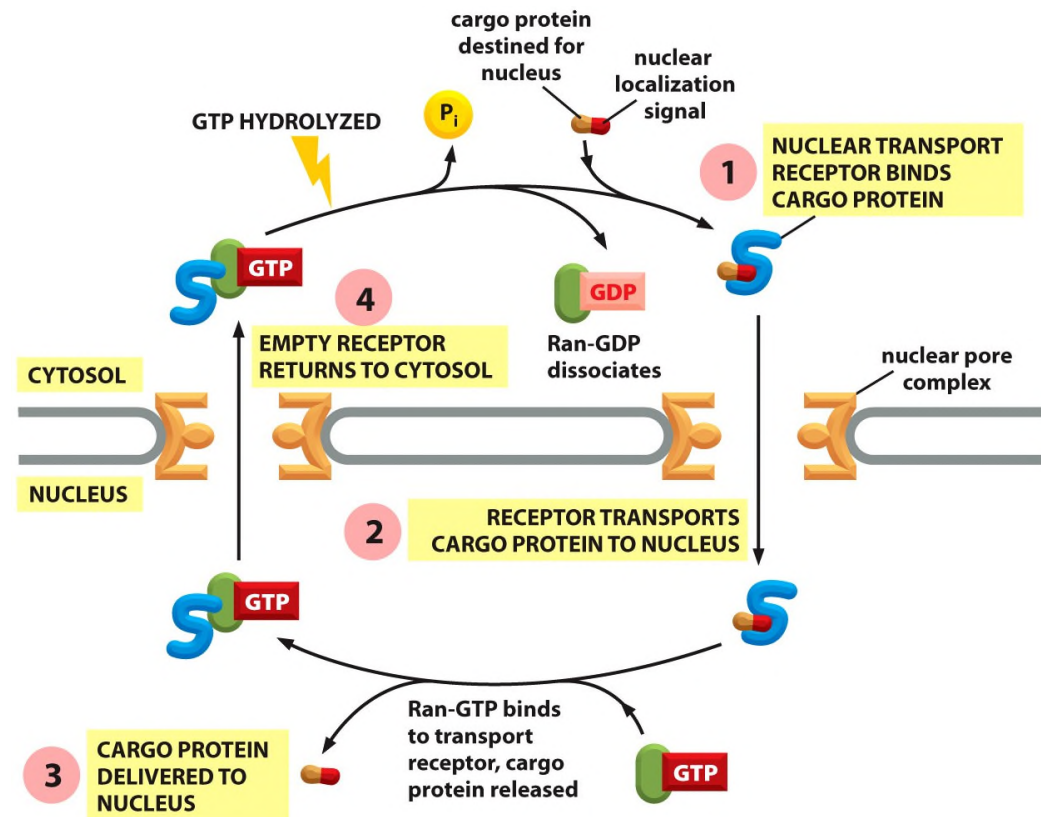 cargo protein
destined for
nucleus
nuclear
localization
signal
GTP HYDROLYZED
Pi
1
NUCLEAR TRANSPORT
RECEPTOR BINDS
CARGO PROTEIN
GTP
4
EMPTY RECEPTOR
RETURNS TO CYTOSOL
GDP
Ran-GDP
dissociates
nuclear pore
complex
CYTOSOL
NUCLEUS
2
RECEPTOR TRANSPORTS
CARGO PROTEIN TO NUCLEUS
GTP
3
CARGO PROTEIN
DELIVERED TO
NUCLEUS
Ran-GTP binds
to transport
receptor, cargo
protein released
GTP